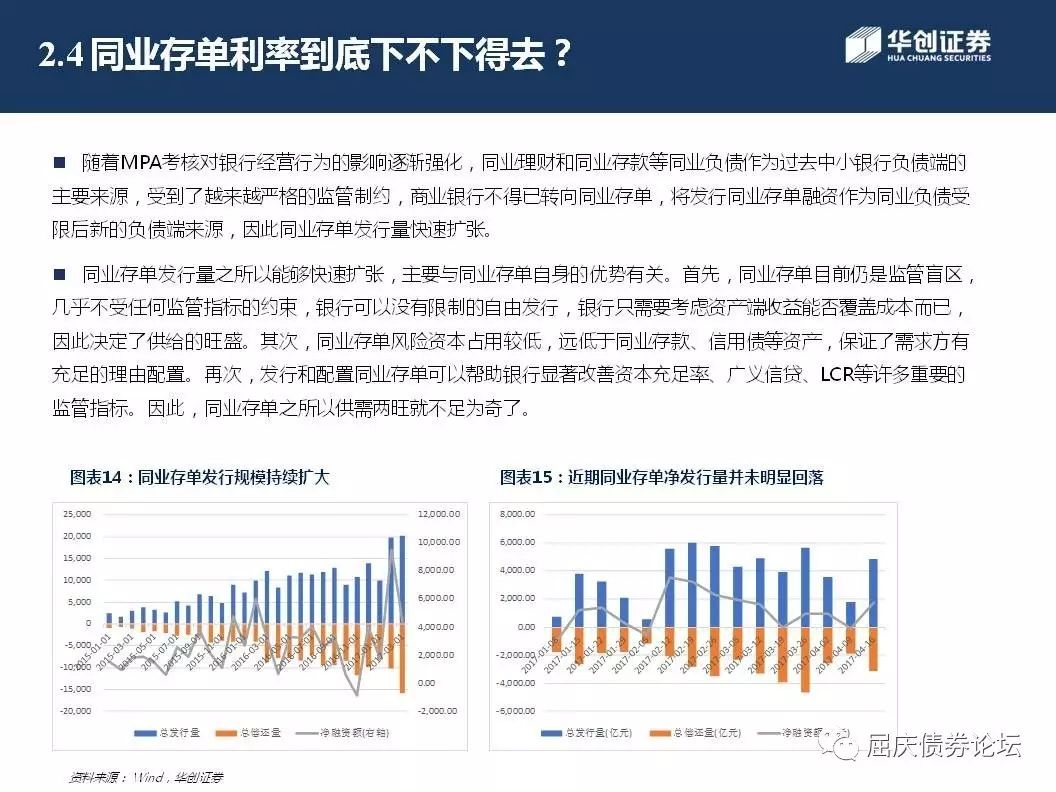 2.4 同业存单利率到底下不下得去？
华创证券
HUA CHUANG SECURITIES
■ 随着MPA考核对银行经营行为的影响逐渐强化，同业理财和同业存款等同业负债作为过去中小银行负债端的
主要来源，受到了越来越严格的监管制约，商业银行不得已转向同业存单，将发行同业存单融资作为同业负债受
限后新的负债端来源，因此同业存单发行量快速扩张。
■ 同业存单发行量之所以能够快速扩张，主要与同业存单自身的优势有关。首先，同业存单目前仍是监管盲区，
几乎不受任何监管指标的约束，银行可以没有限制的自由发行，银行只需要考虑资产端收益能否覆盖成本而已，
因此决定了供给的旺盛。其次，同业存单风险资本占用较低，远低于同业存款、信用债等资产，保证了需求方有
充足的理由配置。再次，发行和配置同业存单可以帮助银行显著改善资本充足率、广义信贷、LCR等许多重要的
监管指标。因此，同业存单之所以供需两旺就不足为奇了。
图表14：同业存单发行规模持续扩大
25,000
20,000
15,000
10,000
5,000
0
-5,000
-10,000
-15,000
-20,000
12,000.00
10,000.00
8,000.00
6,000.00
4,000.00
2,000.00
0.00
-2,000.00
2015-01-01
2015-03-01
2015-05-01
2015-07-01
2015-09-01
2015-11-01
2016-01-01
2016-03-01
总发行量 总偿还量 净融资额(右轴)
图表15：近期同业存单净发行量并未明显回落
8,000.00
6,000.00
4,000.00
2,000.00
0.00
-2,000.00
-4,000.00
-6,000.00
2017-01-08
2017-01-15
2017-01-22
2017-01-29
2017-02-05
2017-02-12
2017-02-19
2017-02-26
2017-03-05
2017-03-12
2017-03-19
2017-03-26
2017-04-02
2017-04-09
2017-04-16
总发行量(亿元) 总偿还量(亿元) 净融资额
屈庆债券论坛
资料来源：Wind，华创证券